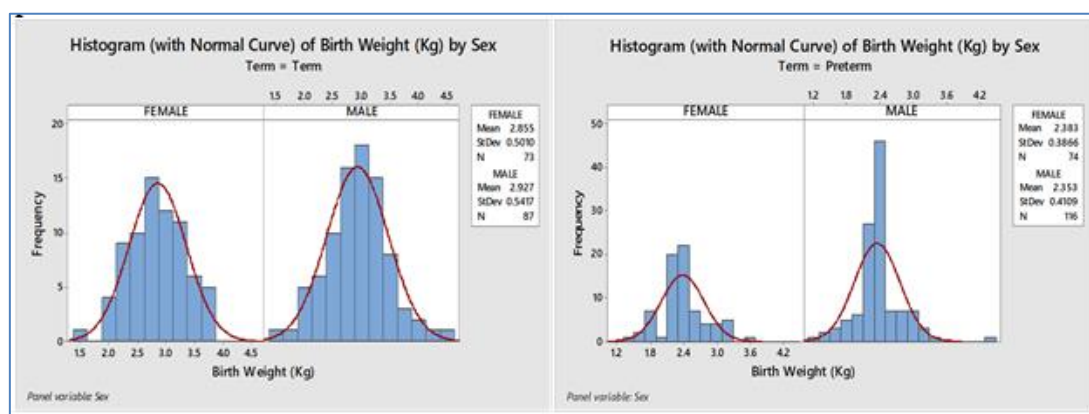 Histogram (with Normal Curve) of Birth Weight (Kg) by Sex
Term = Term
1.5 2.0 2.5 3.0 3.5 4.0 4.5
FEMALE MALE
20
15
10
5
0
Frequency
1.5 2.0 2.5 3.0 3.5 4.0 4.5
Birth Weight (Kg)
Panel variable: Sex
FEMALE
Mean 2.855
StDev 0.5010
N 73
MALE
Mean 2.927
StDev 0.5417
N 87
Histogram (with Normal Curve) of Birth Weight (Kg) by Sex
Term = Preterm
1.2 1.8 2.4 3.0 3.6 4.2
FEMALE MALE
50
40
30
20
10
0
Frequency
1.2 1.8 2.4 3.0 3.6 4.2
Birth Weight (Kg)
Panel variable: Sex
FEMALE
Mean 2.383
StDev 0.3866
N 74
MALE
Mean 2.353
StDev 0.4109
N 116